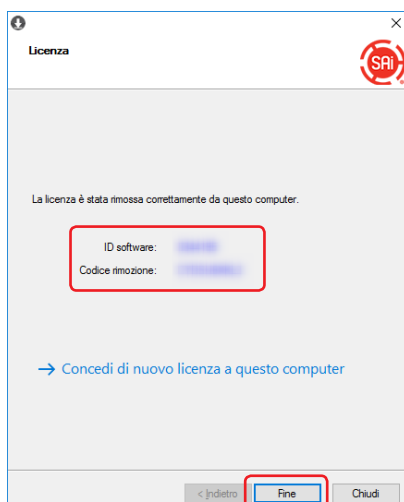 Licenza
SAi
La licenza è stata rimossa correttamente da questo computer.
ID software:
Codice rimozione:
→ Concedi di nuovo licenza a questo computer
< Indietro Fine Chiudi